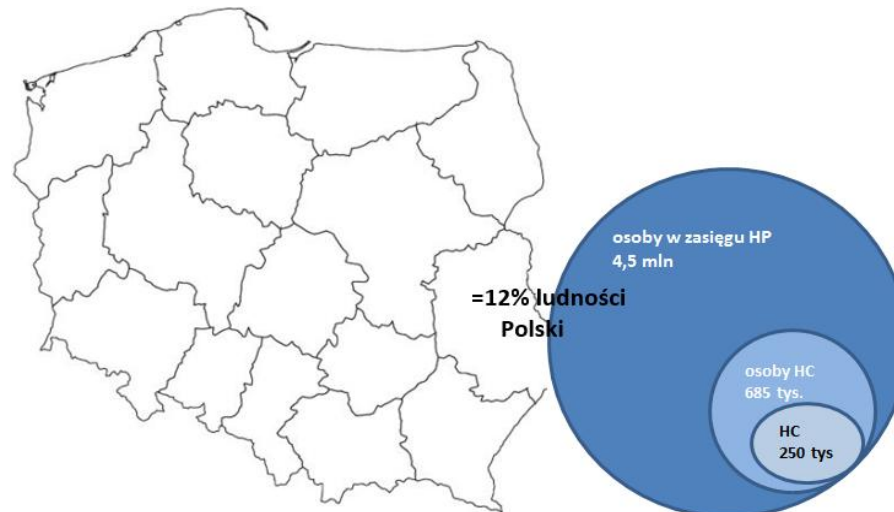 osoby w zasięgu HP
4,5 mln
=12% ludności
Polski
osoby HC
685 tys.
HC
250 tys